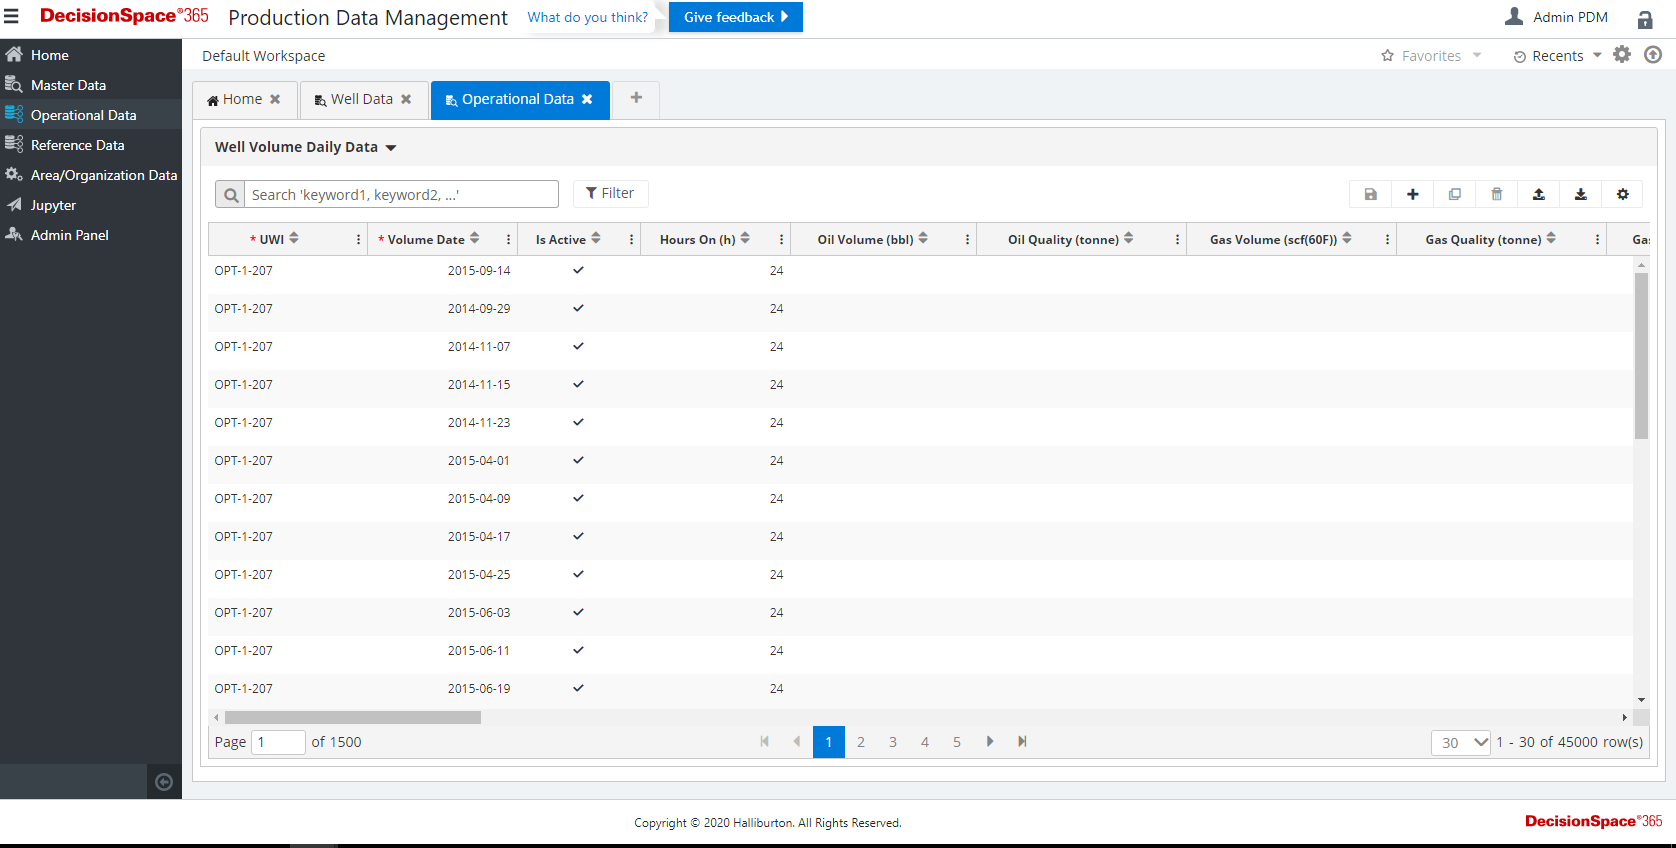 DecisionSpace®365 Production Data Management What do you think? Give feedback Admin PDM
Home
Master Data
Operational Data
Reference Data
Area/Organization Data
Jupyter
Admin Panel
Default Workspace Favorites Recents
Home Well Data Operational Data +
Well Volume Daily Data
Search 'keyword1, keyword2, ...' Filter
* UWI * Volume Date Is Active Hours On (h) Oil Volume (bbl) Oil Quality (tonne) Gas Volume (scf(60F)) Gas Quality (tonne) Gas
OPT-1-207 2015-09-14 ✓ 24
OPT-1-207 2014-09-29 ✓ 24
OPT-1-207 2014-11-07 ✓ 24
OPT-1-207 2014-11-15 ✓ 24
OPT-1-207 2014-11-23 ✓ 24
OPT-1-207 2015-04-01 ✓ 24
OPT-1-207 2015-04-09 ✓ 24
OPT-1-207 2015-04-17 ✓ 24
OPT-1-207 2015-04-25 ✓ 24
OPT-1-207 2015-06-03 ✓ 24
OPT-1-207 2015-06-11 ✓ 24
OPT-1-207 2015-06-19 ✓ 24
Page 1 of 1500 1 2 3 4 5 30 1 - 30 of 45000 row(s)
Copyright © 2020 Halliburton. All Rights Reserved. DecisionSpace®365